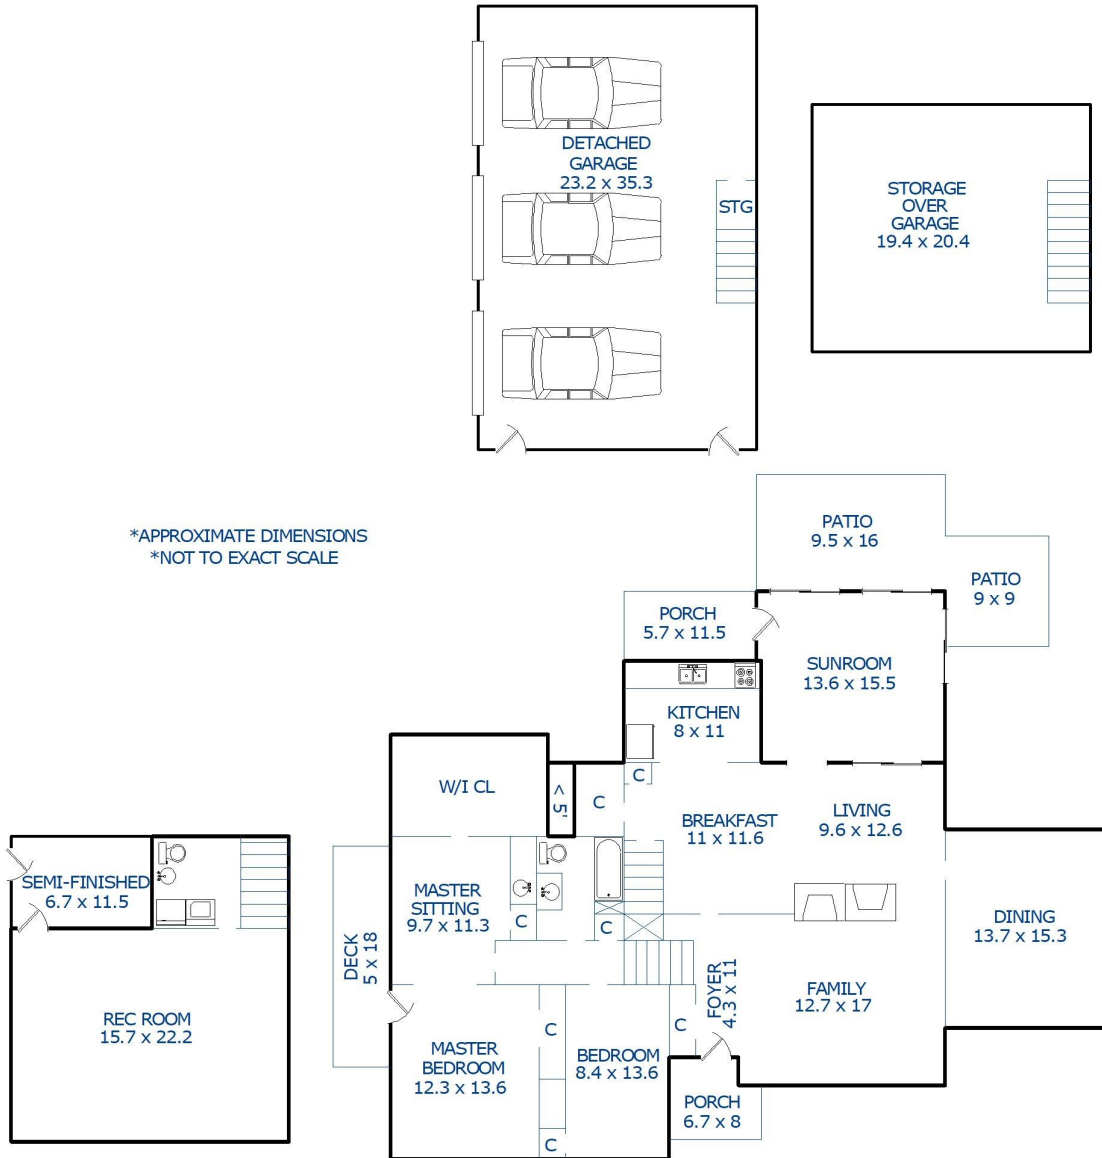 DETACHED
GARAGE
23.2 x 35.3
STG
STORAGE
OVER
GARAGE
19.4 x 20.4
*APPROXIMATE DIMENSIONS
*NOT TO EXACT SCALE
PATIO
9.5 x 16
PATIO
9 x 9
PORCH
5.7 x 11.5
SUNROOM
13.6 x 15.5
KITCHEN
8 x 11
C
W/I CL
< 5'
C
BREAKFAST
11 x 11.6
LIVING
9.6 x 12.6
SEMI-FINISHED
6.7 x 11.5
MASTER
SITTING
9.7 x 11.3
C
C
DECK
5 x 18
DINING
13.7 x 15.3
FOYER
4.3 x 11
FAMILY
12.7 x 17
REC ROOM
15.7 x 22.2
MASTER
BEDROOM
12.3 x 13.6
C
BEDROOM
8.4 x 13.6
C
PORCH
6.7 x 8
C